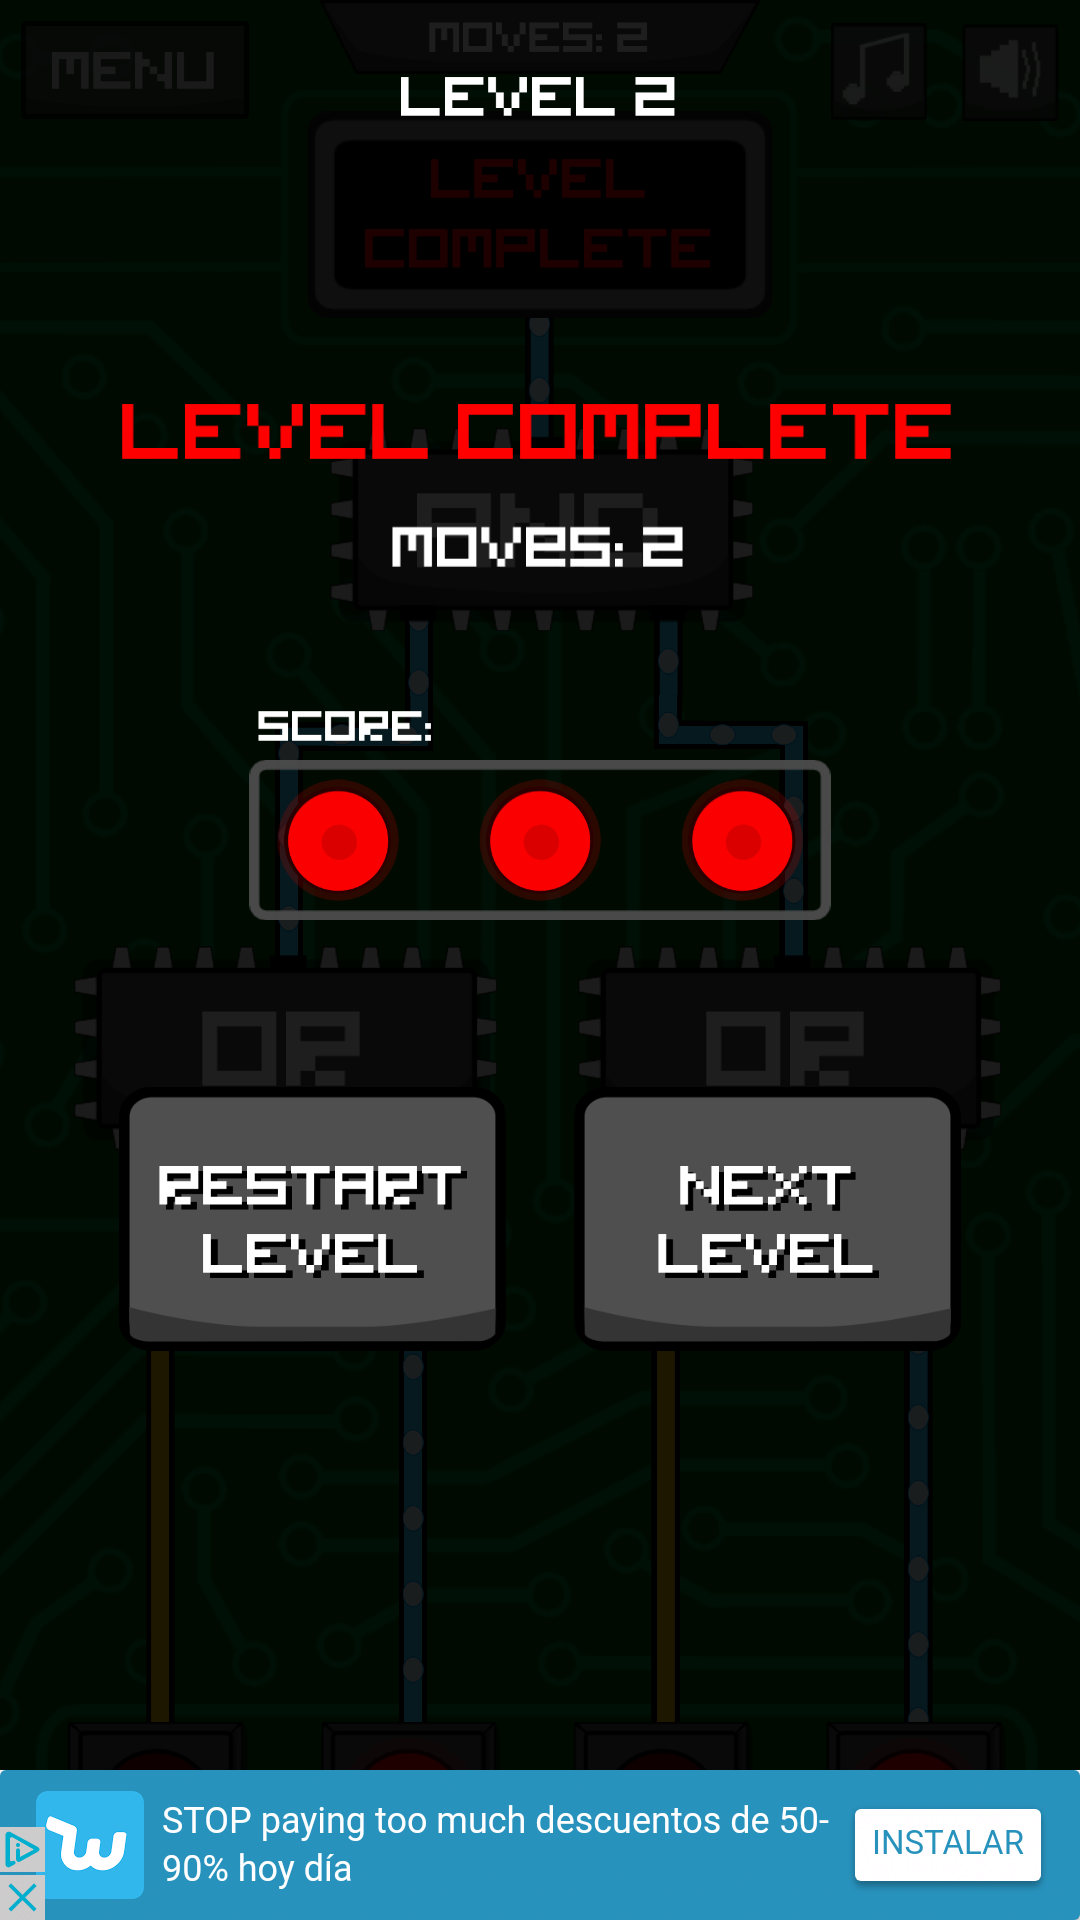 MOVES: 2
MENU
LEVEL 2
LEVEL
COMPLETE
LEVEL COMPLETE
AND
MOVES: 2
SCORE:
OR
OR
RESTART
LEVEL
NEXT
LEVEL
STOP paying too much descuentos de 50-
90% hoy día
INSTALAR